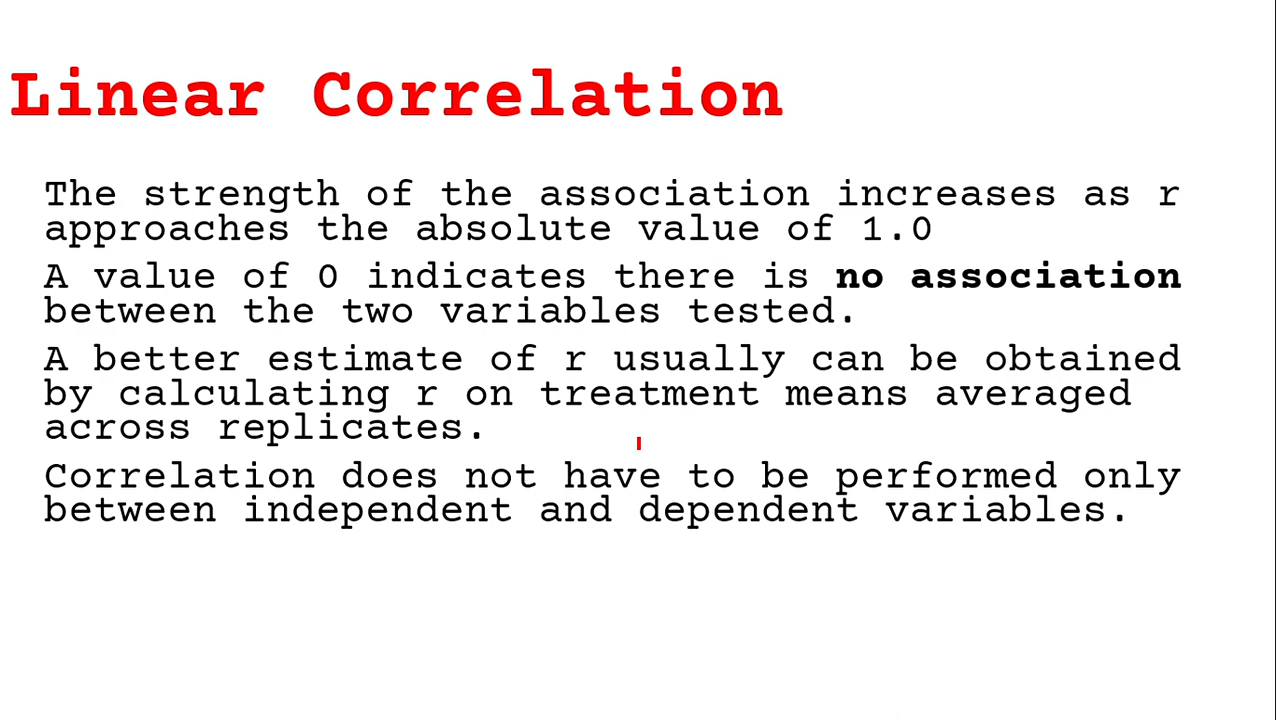 Linear Correlation
The strength of the association increases as r
approaches the absolute value of 1.0
A value of 0 indicates there is no association
between the two variables tested.
A better estimate of r usually can be obtained
by calculating r on treatment means averaged
across replicates.
Correlation does not have to be performed only
between independent and dependent variables.